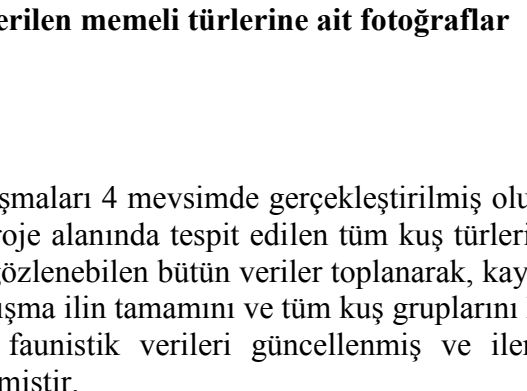 erilen memeli türlerine ait fotoğraflar
şmaları 4 mevsimde gerçekleştirilmiş olu
roje alanında tespit edilen tüm kuş türleri
gözlenebilen bütün veriler toplanarak, kay
ışma ilin tamamını ve tüm kuş gruplarını
faunistik verileri güncellenmiş ve iler
miştir.